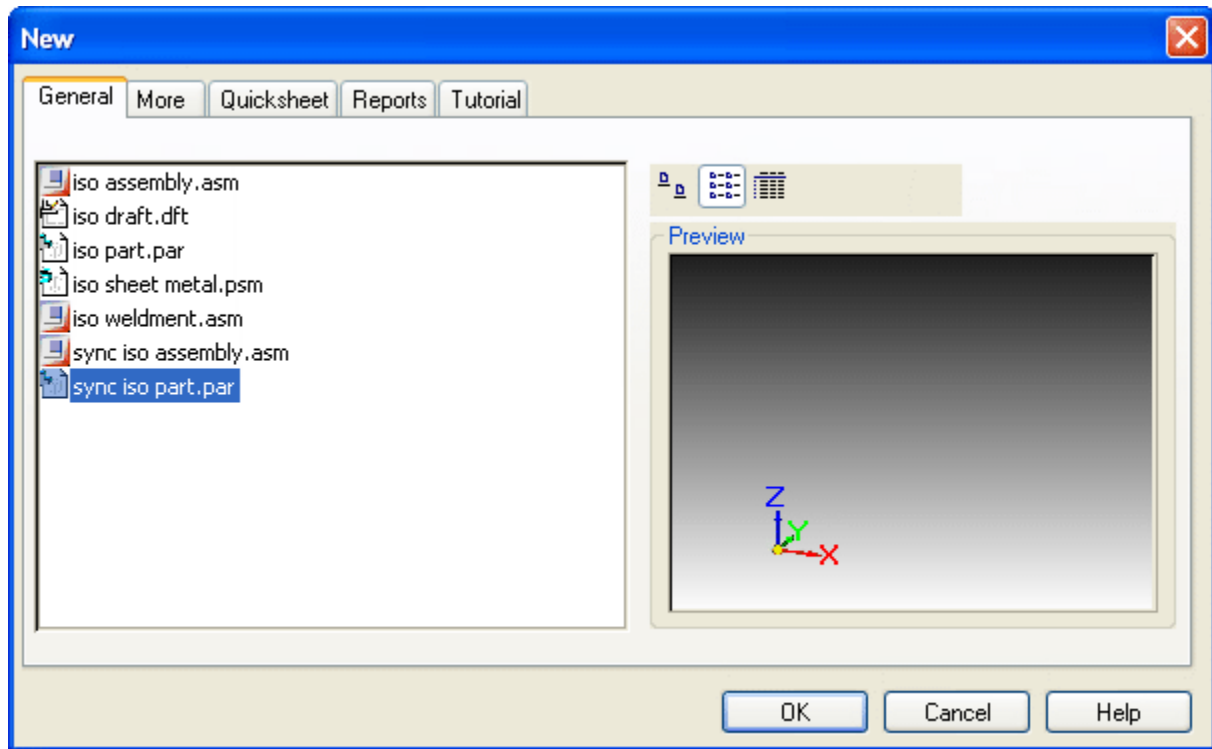 New
General More Quicksheet Reports Tutorial
iso assembly.asm
iso draft.dft
iso part.par
iso sheet metal.psm
iso weldment.asm
sync iso assembly.asm
sync iso part.par
Preview
Z
Y
X
OK Cancel Help